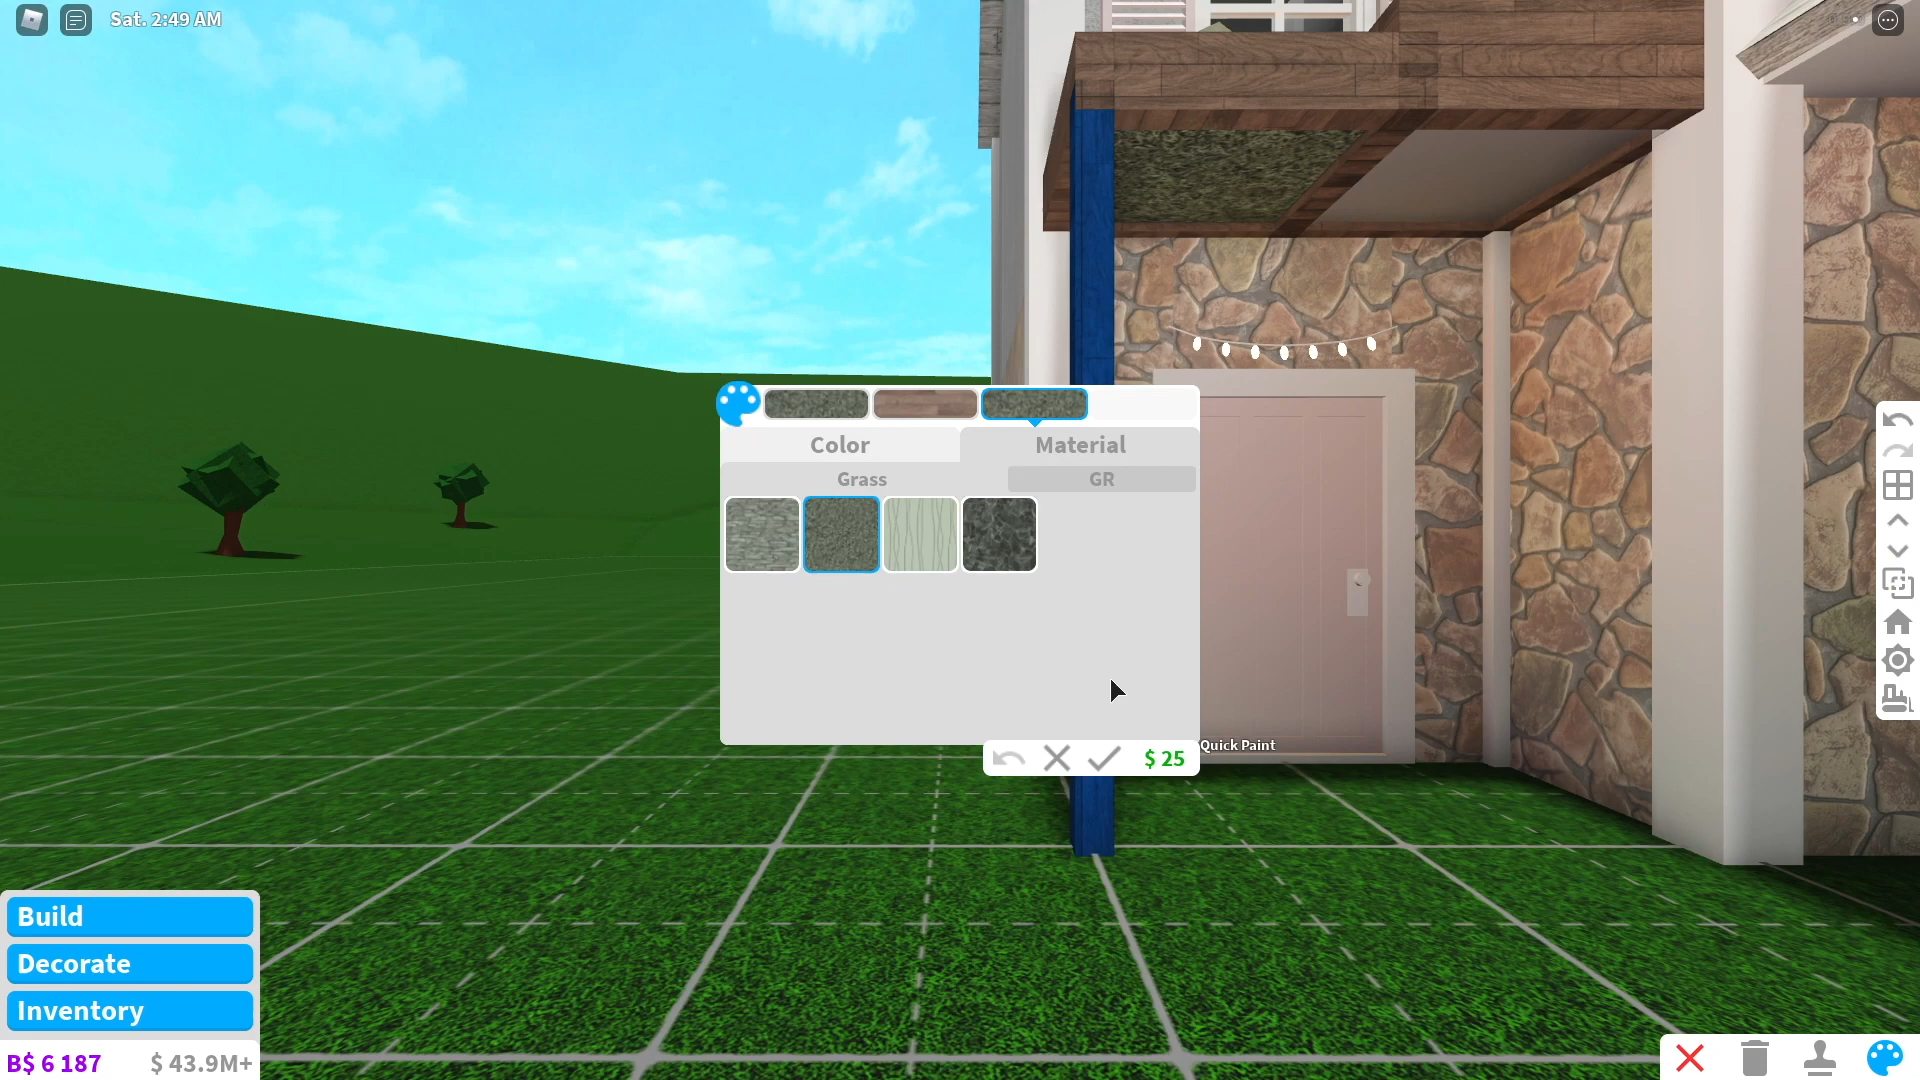 Sat. 2:49 AM
Color
Material
Grass
GR
$ 25
Quick Paint
Build
Decorate
Inventory
B$ 6 187
$ 43.9M+